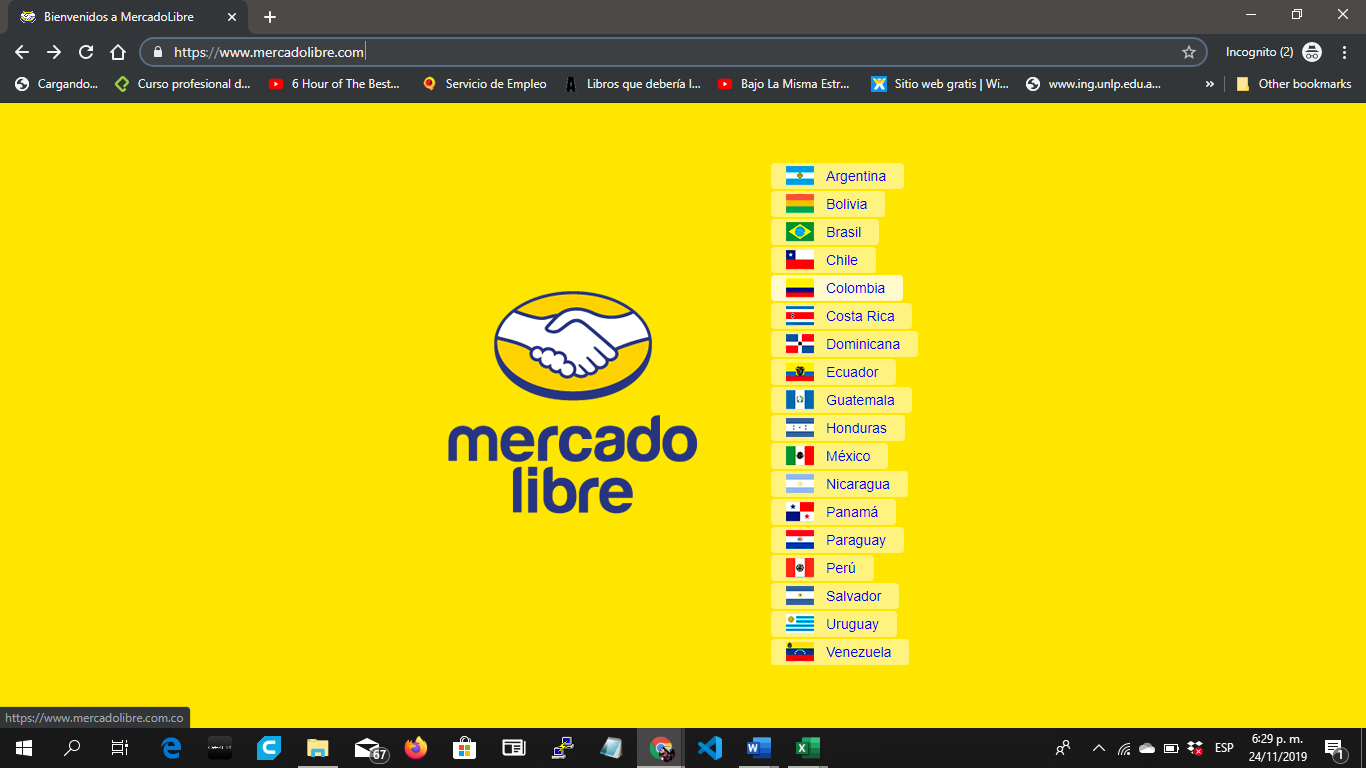 Bienvenidos a MercadoLibre
https://www.mercadolibre.com
Incognito (2)
Cargando...
Curso profesional d...
6 Hour of The Best...
Servicio de Empleo
Libros que debería l...
Bajo La Misma Estr...
Sitio web gratis | Wi...
www.ing.unlp.edu.a...
»
Other bookmarks
Argentina
Bolivia
Brasil
Chile
Colombia
Costa Rica
Dominicana
Ecuador
Guatemala
Honduras
México
Nicaragua
Panamá
Paraguay
Perú
Salvador
Uruguay
Venezuela
mercado
libre
https://www.mercadolibre.com.co
67
ESP
6:29 p. m.
24/11/2019
1